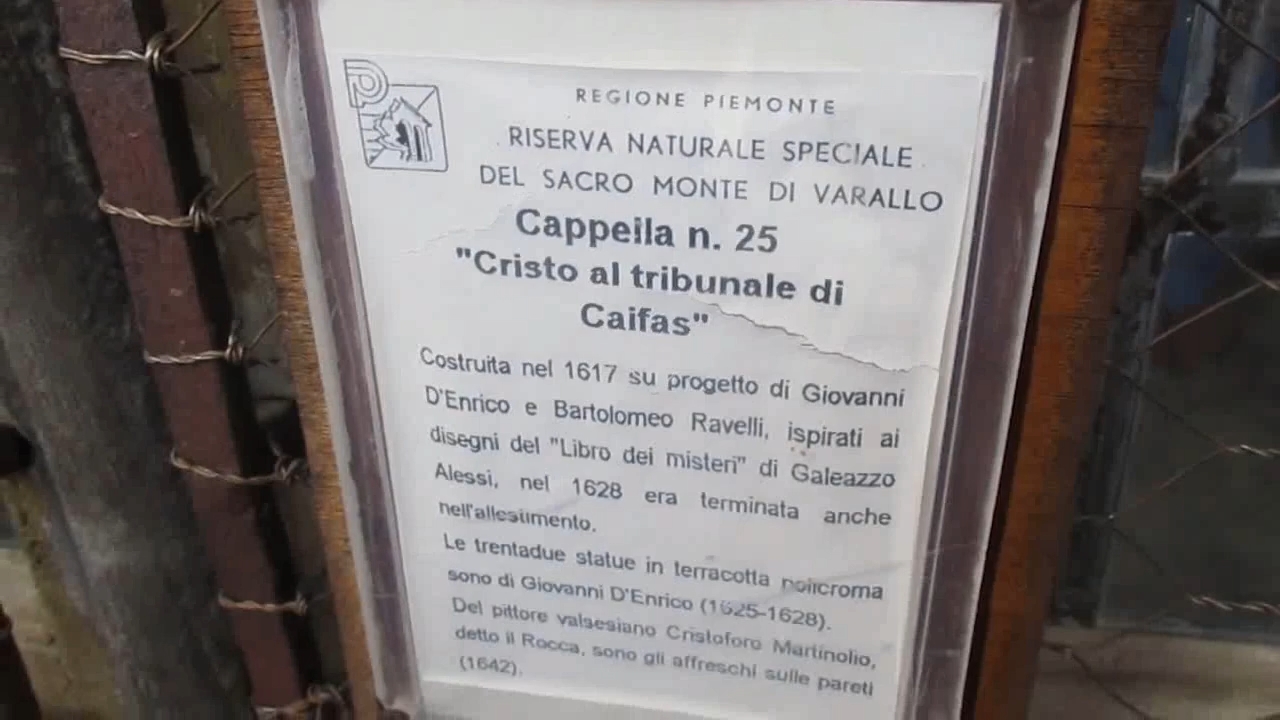 REGIONE PIEMONTE
RISERVA NATURALE SPECIALE
DEL SACRO MONTE DI VARALLO
Cappella n. 25
"Cristo al tribunale di
Caifas"
Costruita nel 1617 su progetto di Giovanni
D'Enrico e Bartolomeo Ravelli, ispirati ai
disegni del "Libro dei misteri" di Galeazzo
Alessi, nel 1628 era terminata anche
nell'allestimento.
Le trentadue statue in terracotta policroma
sono di Giovanni D'Enrico (1625-1628).
Del pittore valsesiano Cristoforo Martinolio,
detto il Rocca, sono gli affreschi sulle pareti
(1642).